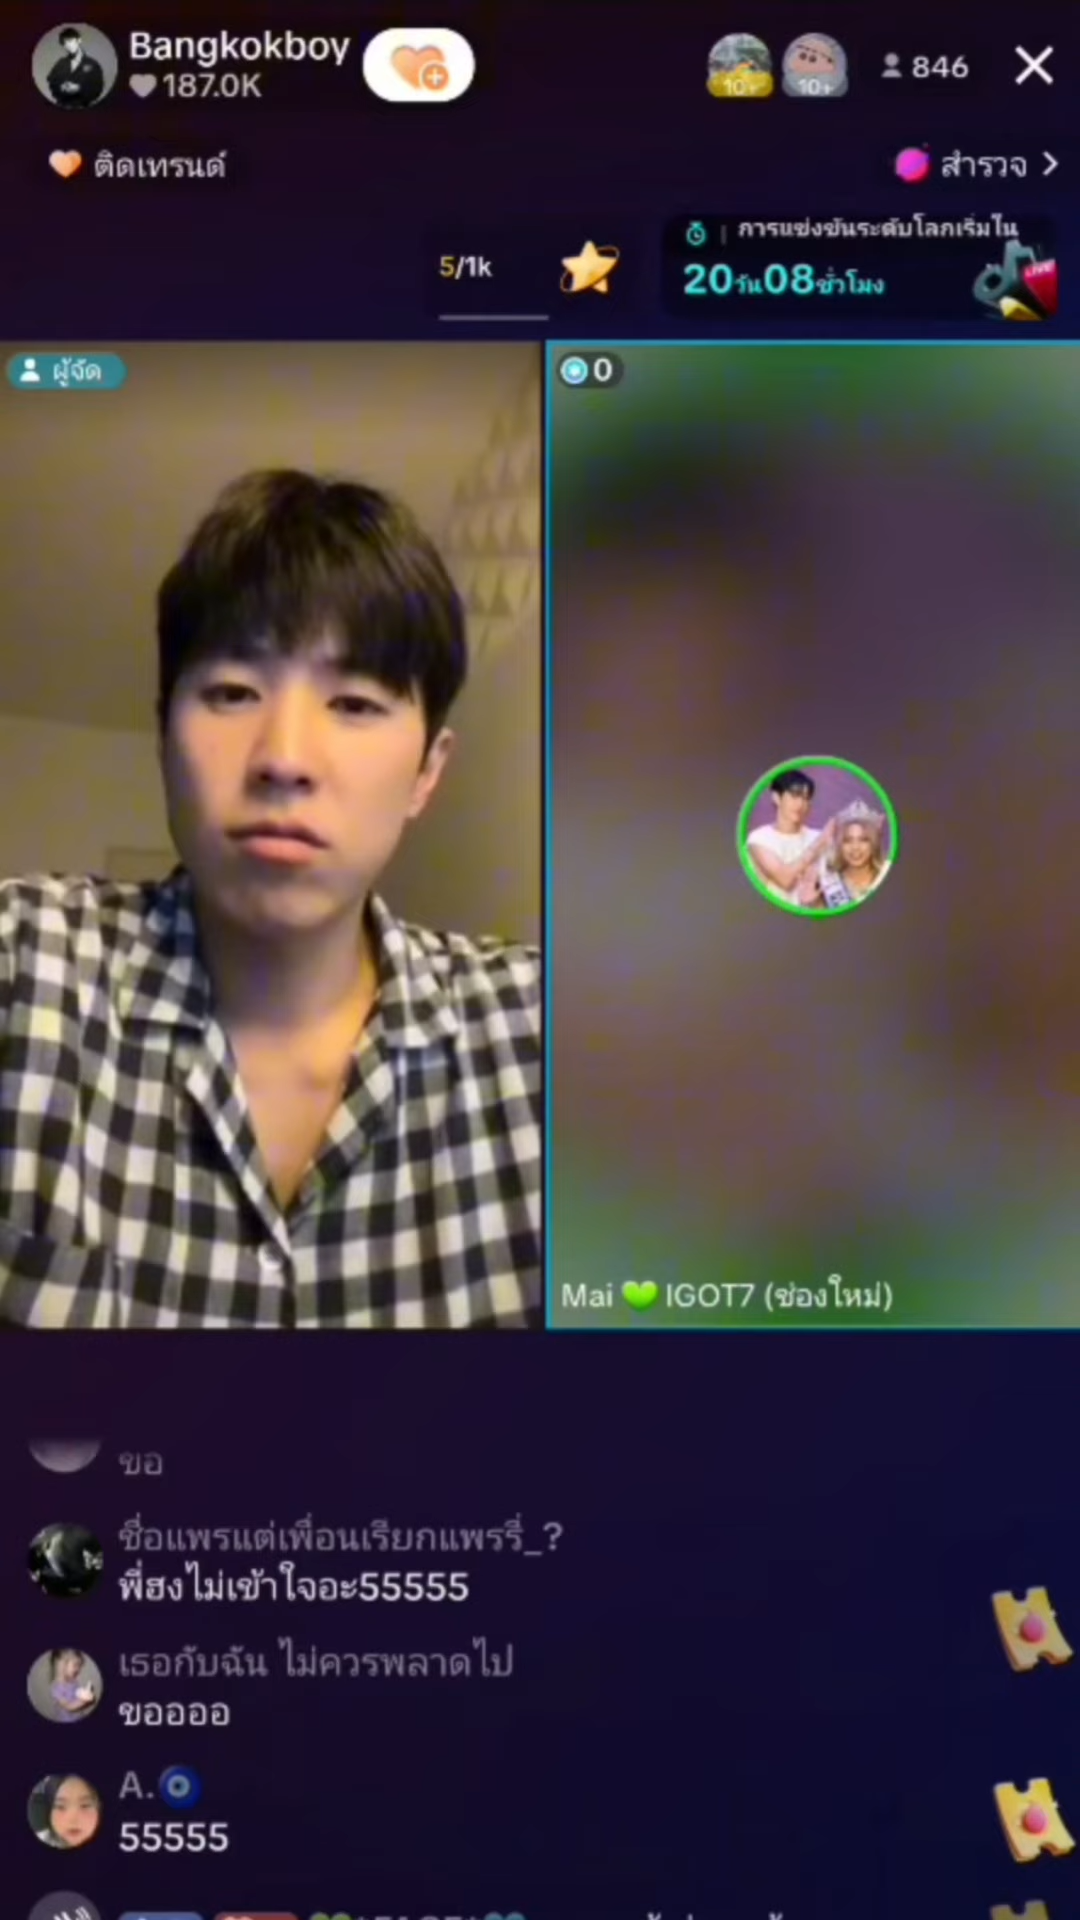 Bangkokboy
187.0K
10+
10+
846
ติดเทรนด์
สำรวจ
5/1k
การแข่งขันระดับโลกเริ่มใน
20วัน08ชั่วโมง
LIVE
ผู้จัด
0
Mai 💚 IGOT7 (ช่องใหม่)
ขอ
ชื่อแพรแต่เพื่อนเรียกแพรรี่_?
พี่ฮงไม่เข้าใจอะ55555
เธอกับฉัน ไม่ควรพลาดไป
ขออออ
A.🧿
55555